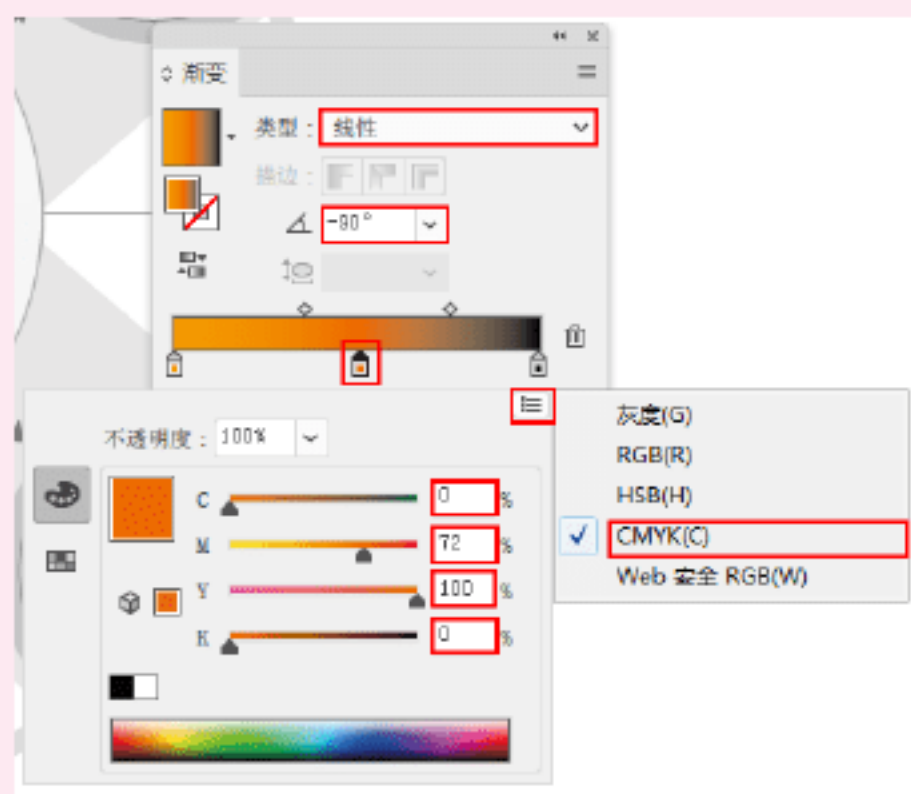 渐变
类型：线性
描边：
-90°
不透明度：100%
C 0 %
M 72 %
Y 100 %
K 0 %
灰度(G)
RGB(R)
HSB(H)
CMYK(C)
Web 安全 RGB(W)